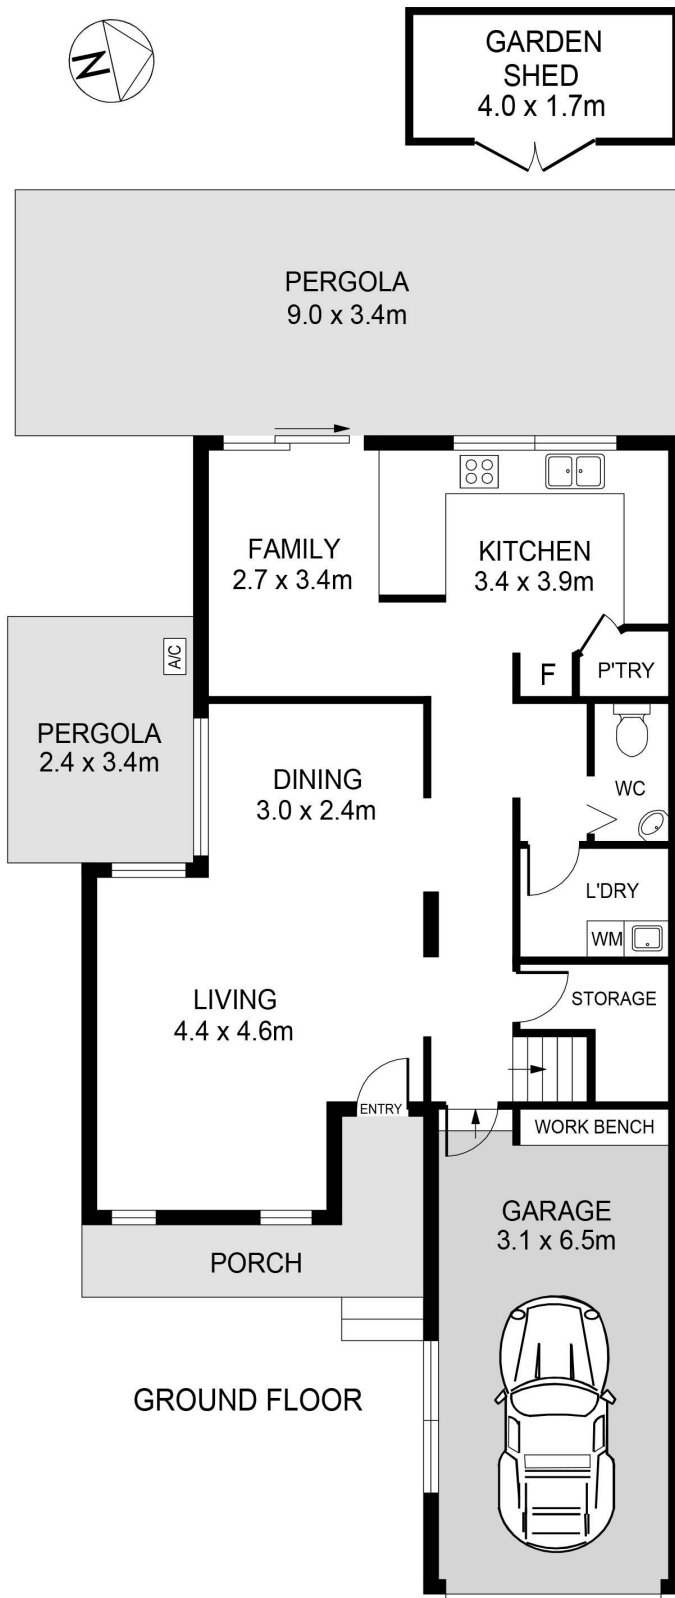 N
GARDEN
SHED
4.0 x 1.7m
PERGOLA
9.0 x 3.4m
FAMILY
2.7 x 3.4m
KITCHEN
3.4 x 3.9m
A/C
F
P'TRY
PERGOLA
2.4 x 3.4m
DINING
3.0 x 2.4m
WC
L'DRY
WM
LIVING
4.4 x 4.6m
STORAGE
ENTRY
WORK BENCH
GARAGE
3.1 x 6.5m
PORCH
GROUND FLOOR